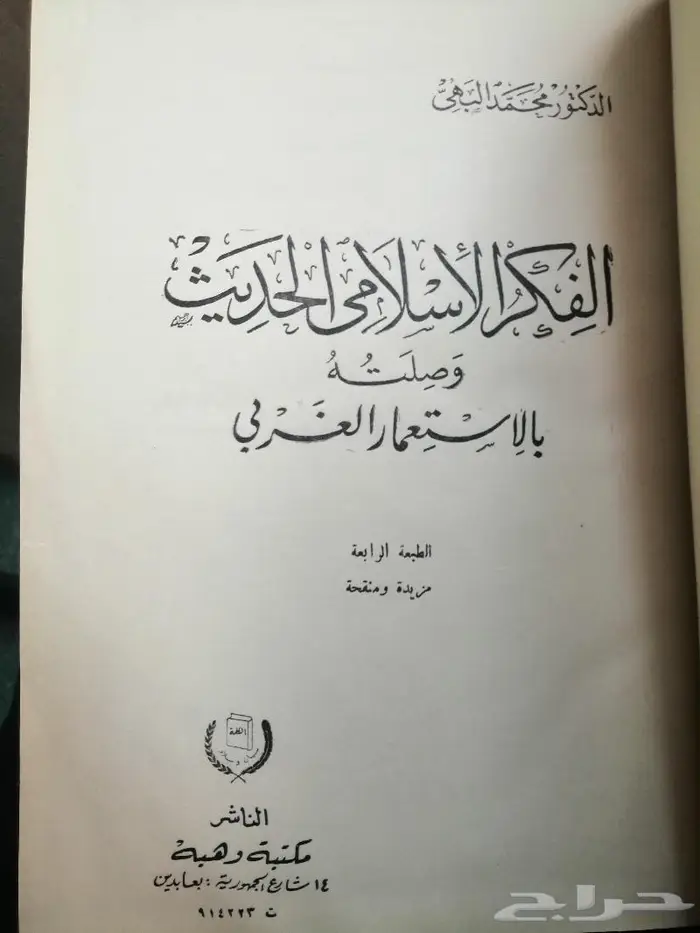 الدكتور محمد البهي
الفكر الإسلامي الحديث
وصلته
بالاستعمار الغربي
الطبعة الرابعة
مزيدة ومنقحة
الناشر
مكتبة وهبة
١٤ شارع الجمهورية : بعابدين
ت ٩١٤٢٢٣
حراج